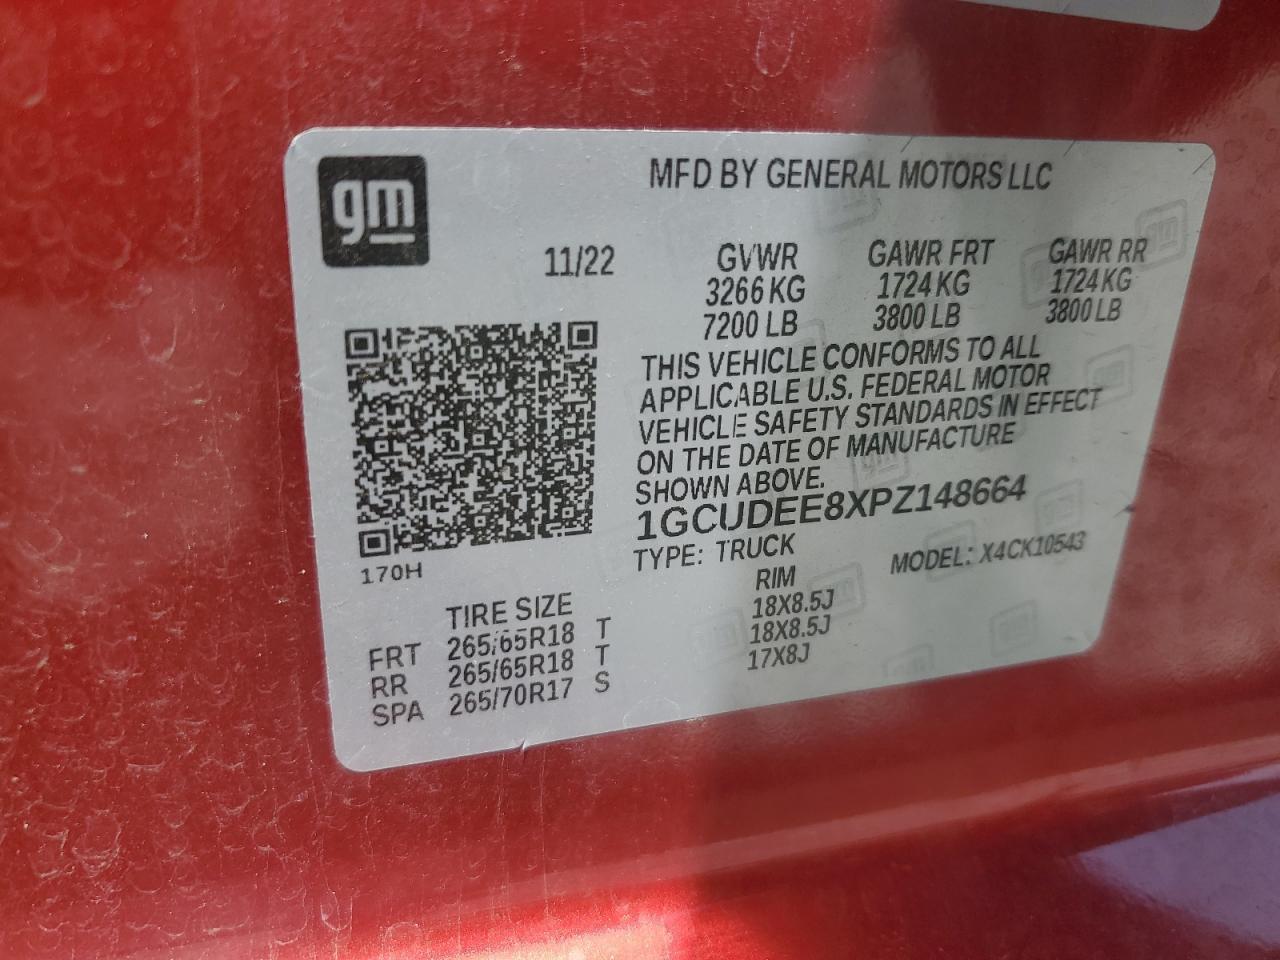 gm
MFD BY GENERAL MOTORS LLC
11/22
GVWR GAWR FRT GAWR RR
3266 KG 1724 KG 1724 KG
7200 LB 3800 LB 3800 LB
THIS VEHICLE CONFORMS TO ALL
APPLICABLE U.S. FEDERAL MOTOR
VEHICLE SAFETY STANDARDS IN EFFECT
ON THE DATE OF MANUFACTURE
SHOWN ABOVE.
1GCUDEE8XPZ148664
TYPE: TRUCK MODEL: X4CK10543
170H
TIRE SIZE RIM
FRT 265/65R18 T 18X8.5J
RR 265/65R18 T 18X8.5J
SPA 265/70R17 S 17X8J